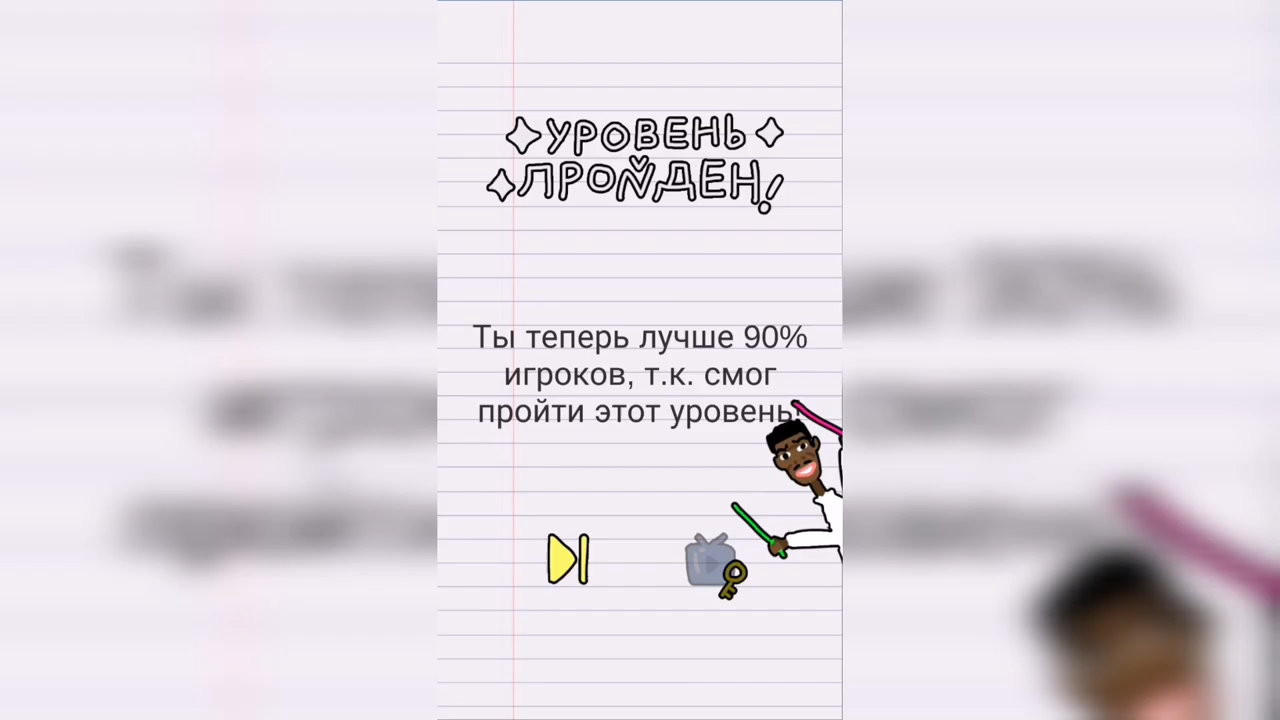 УРОВЕНЬ
ПРОЙДЕН!
Ты теперь лучше 90%
игроков, т.к. смог
пройти этот уровень!